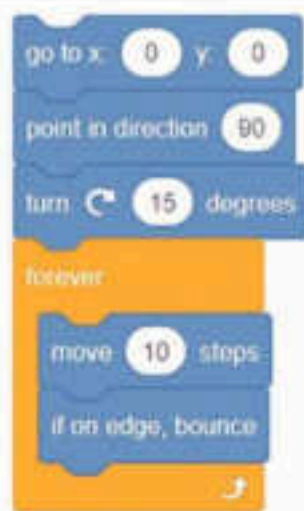 go to x: 0 y: 0
point in direction 90
turn 15 degrees
forever
move 10 steps
if on edge, bounce